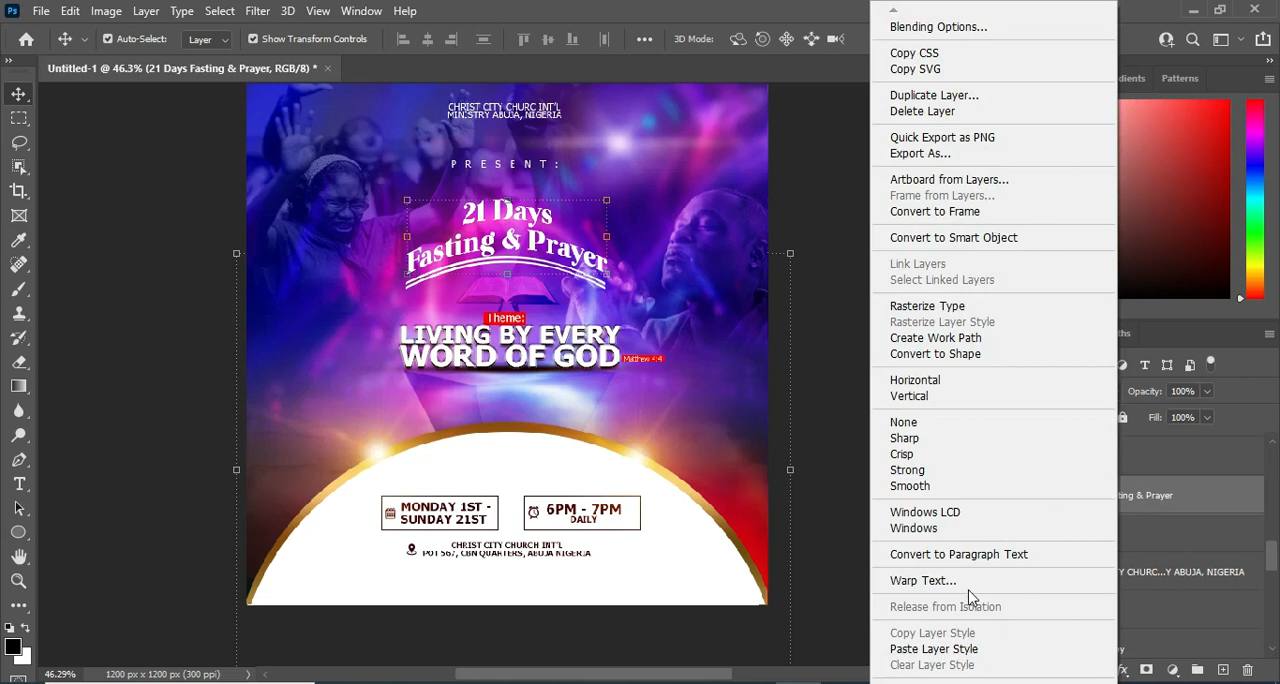 Ps File Edit Image Layer Type Select Filter 3D View Window Help
Auto-Select: Layer Show Transform Controls 3D Mode:
Untitled-1 @ 46.3% (21 Days Fasting & Prayer, RGB/8) *
CHRIST CITY CHURC INT'L
MINISTRY ABUJA, NIGERIA
PRESENT:
21 Days
Fasting & Prayer
Theme:
LIVING BY EVERY
WORD OF GOD
Matthew 4:4
MONDAY 1ST -
SUNDAY 21ST
6PM - 7PM
DAILY
CHRIST CITY CHURCH INT'L
POT 567, CBN QUARTERS, ABUJA NIGERIA
46.29% 1200 px x 1200 px (300 ppi)
Blending Options...
Copy CSS
Copy SVG
Duplicate Layer...
Delete Layer
Quick Export as PNG
Export As...
Artboard from Layers...
Frame from Layers...
Convert to Frame
Convert to Smart Object
Link Layers
Select Linked Layers
Rasterize Type
Rasterize Layer Style
Create Work Path
Convert to Shape
Horizontal
Vertical
None
Sharp
Crisp
Strong
Smooth
Windows LCD
Windows
Convert to Paragraph Text
Warp Text...
Release from Isolation
Copy Layer Style
Paste Layer Style
Clear Layer Style
dients Patterns
ths
Opacity: 100%
Fill: 100%
ting & Prayer
Y CHURC...Y ABUJA, NIGERIA